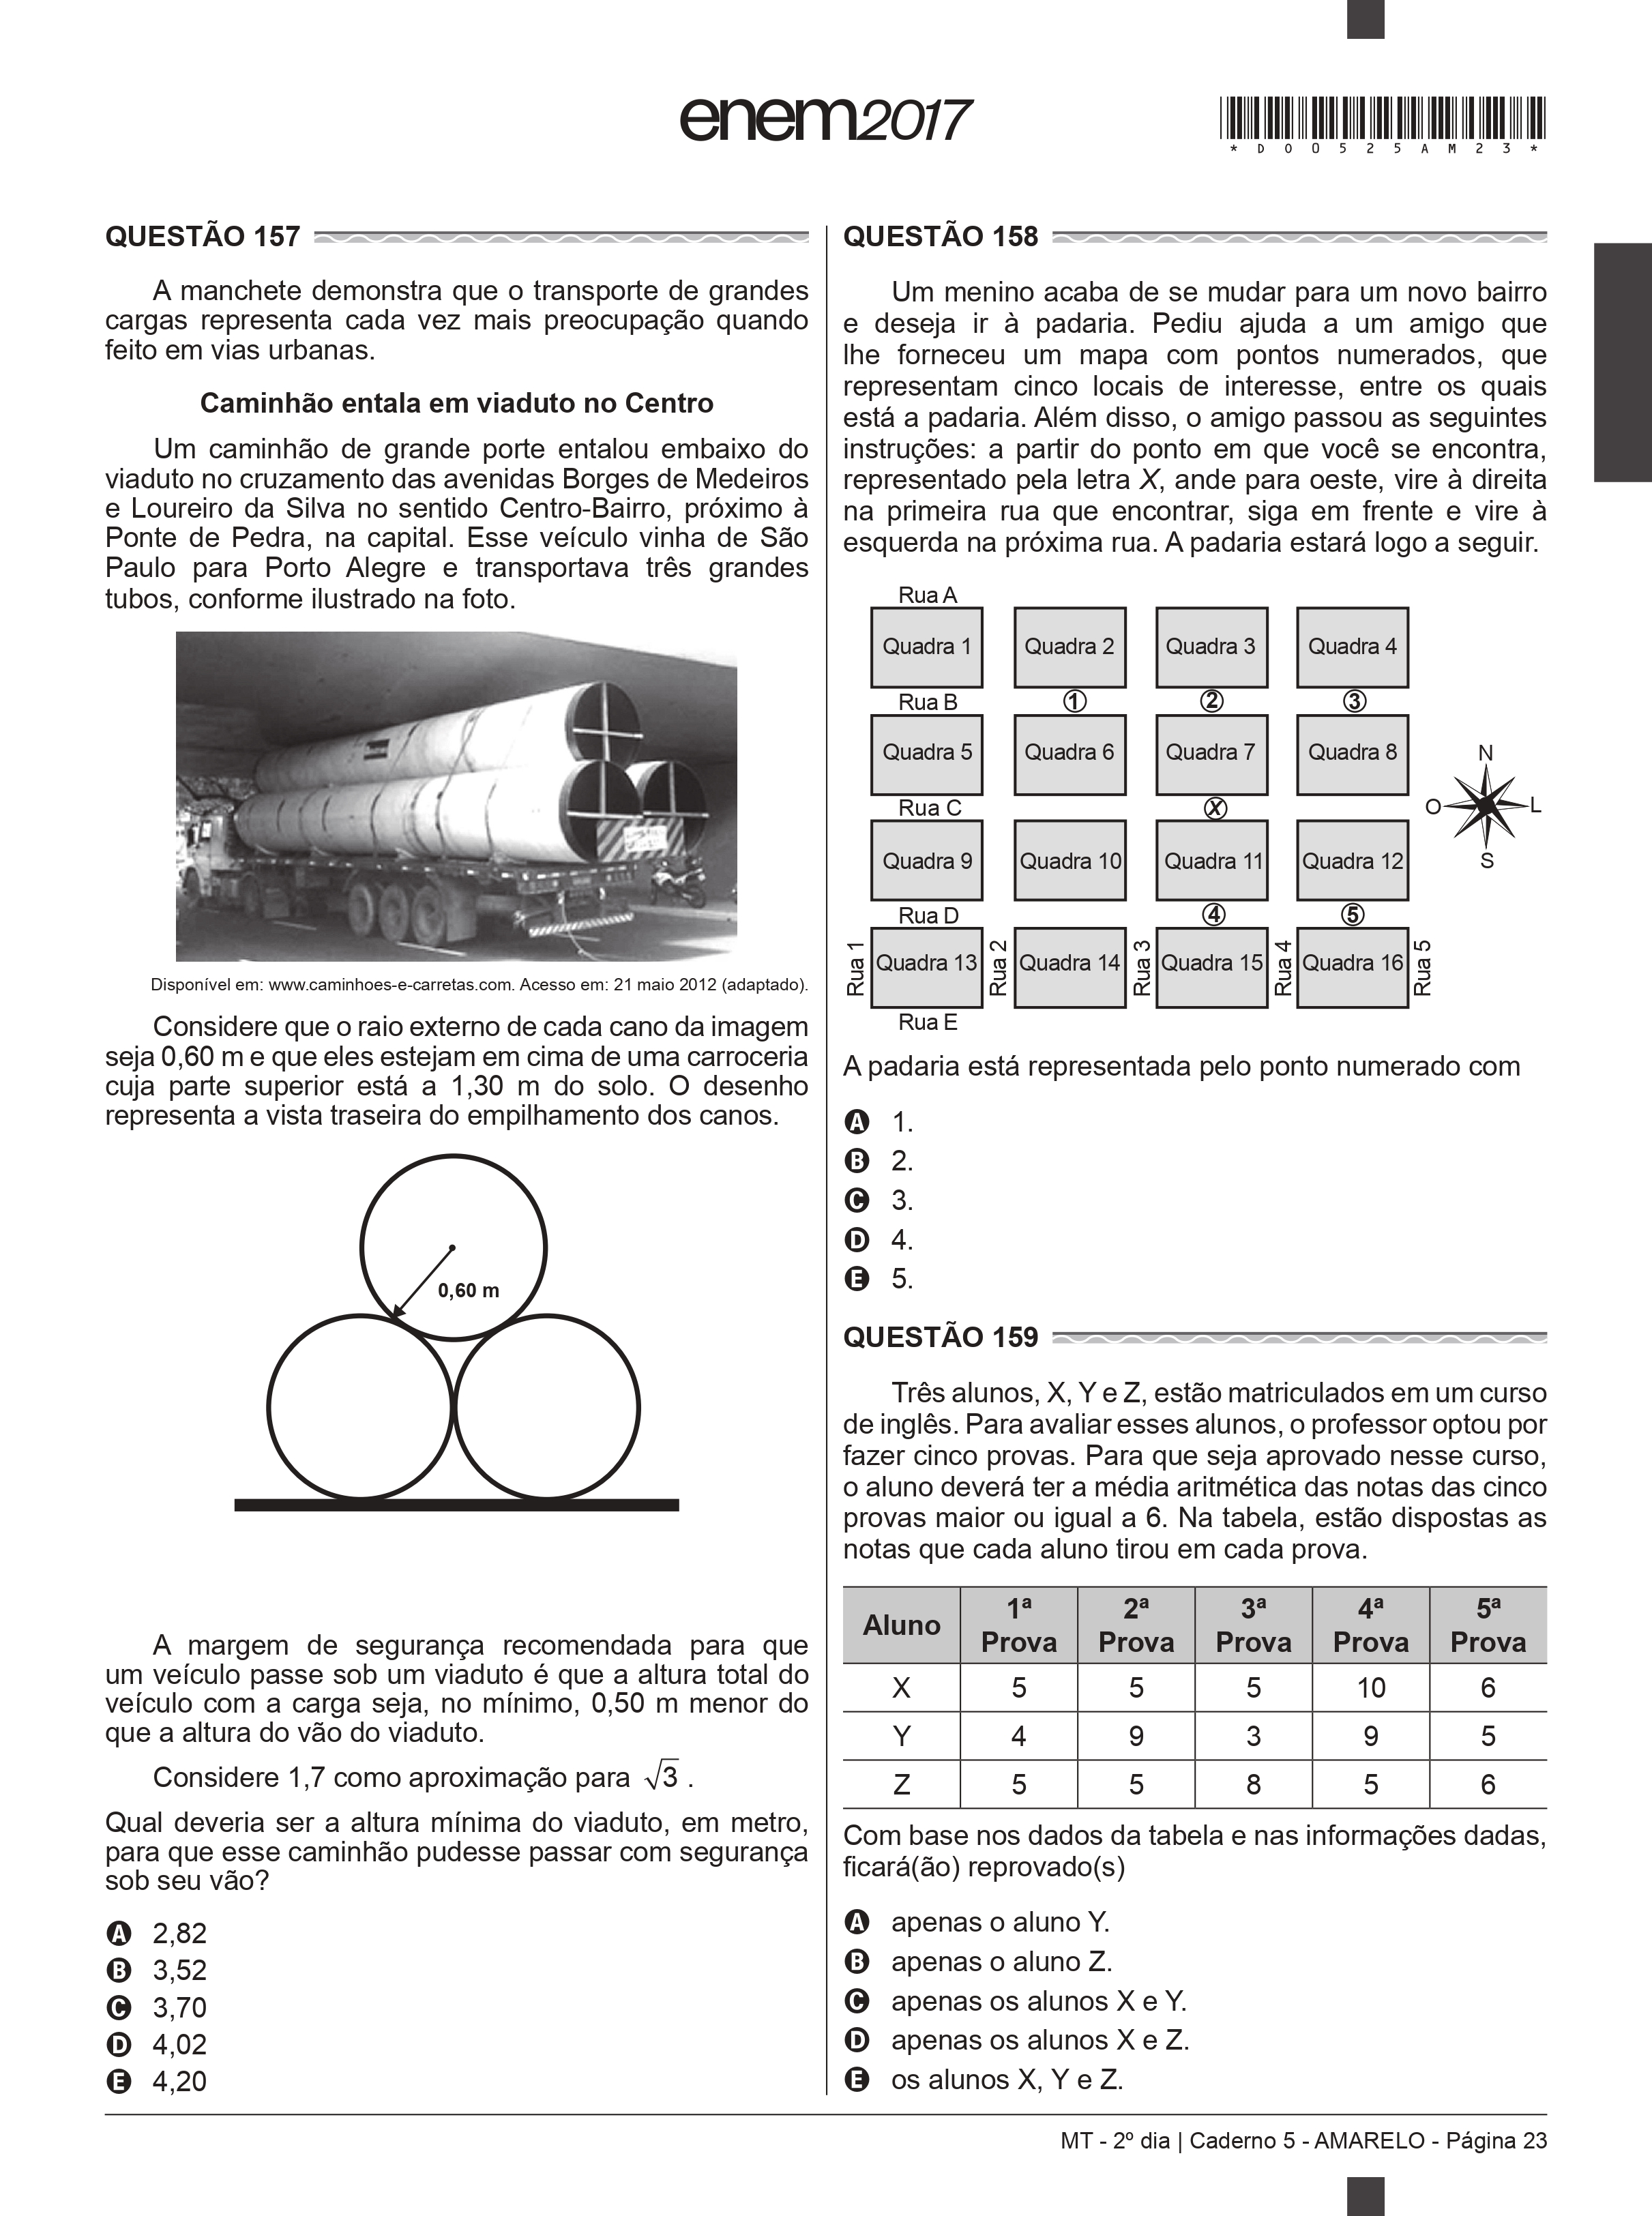 enem2017
*D00525AM23*
QUESTÃO 157
A manchete demonstra que o transporte de grandes
cargas representa cada vez mais preocupação quando
feito em vias urbanas.
Caminhão entala em viaduto no Centro
Um caminhão de grande porte entalou embaixo do
viaduto no cruzamento das avenidas Borges de Medeiros
e Loureiro da Silva no sentido Centro-Bairro, próximo à
Ponte de Pedra, na capital. Esse veículo vinha de São
Paulo para Porto Alegre e transportava três grandes
tubos, conforme ilustrado na foto.
Disponível em: www.caminhoes-e-carretas.com. Acesso em: 21 maio 2012 (adaptado).
Considere que o raio externo de cada cano da imagem
seja 0,60 m e que eles estejam em cima de uma carroceria
cuja parte superior está a 1,30 m do solo. O desenho
representa a vista traseira do empilhamento dos canos.
0,60 m
A margem de segurança recomendada para que
um veículo passe sob um viaduto é que a altura total do
veículo com a carga seja, no mínimo, 0,50 m menor do
que a altura do vão do viaduto.
Considere 1,7 como aproximação para √3 .
Qual deveria ser a altura mínima do viaduto, em metro,
para que esse caminhão pudesse passar com segurança
sob seu vão?
A 2,82
B 3,52
C 3,70
D 4,02
E 4,20
QUESTÃO 158
Um menino acaba de se mudar para um novo bairro
e deseja ir à padaria. Pediu ajuda a um amigo que
lhe forneceu um mapa com pontos numerados, que
representam cinco locais de interesse, entre os quais
está a padaria. Além disso, o amigo passou as seguintes
instruções: a partir do ponto em que você se encontra,
representado pela letra X, ande para oeste, vire à direita
na primeira rua que encontrar, siga em frente e vire à
esquerda na próxima rua. A padaria estará logo a seguir.
Rua A
Quadra 1 Quadra 2 Quadra 3 Quadra 4
Rua B 1 2 3
Quadra 5 Quadra 6 Quadra 7 Quadra 8
N
O L
S
Rua C X
Quadra 9 Quadra 10 Quadra 11 Quadra 12
Rua D 4 5
Rua 1 Quadra 13 Rua 2 Quadra 14 Rua 3 Quadra 15 Rua 4 Quadra 16 Rua 5
Rua E
A padaria está representada pelo ponto numerado com
A 1.
B 2.
C 3.
D 4.
E 5.
QUESTÃO 159
Três alunos, X, Y e Z, estão matriculados em um curso
de inglês. Para avaliar esses alunos, o professor optou por
fazer cinco provas. Para que seja aprovado nesse curso,
o aluno deverá ter a média aritmética das notas das cinco
provas maior ou igual a 6. Na tabela, estão dispostas as
notas que cada aluno tirou em cada prova.
Aluno 1ª Prova 2ª Prova 3ª Prova 4ª Prova 5ª Prova
X 5 5 5 10 6
Y 4 9 3 9 5
Z 5 5 8 5 6
Com base nos dados da tabela e nas informações dadas,
ficará(ão) reprovado(s)
A apenas o aluno Y.
B apenas o aluno Z.
C apenas os alunos X e Y.
D apenas os alunos X e Z.
E os alunos X, Y e Z.
MT - 2º dia | Caderno 5 - AMARELO - Página 23